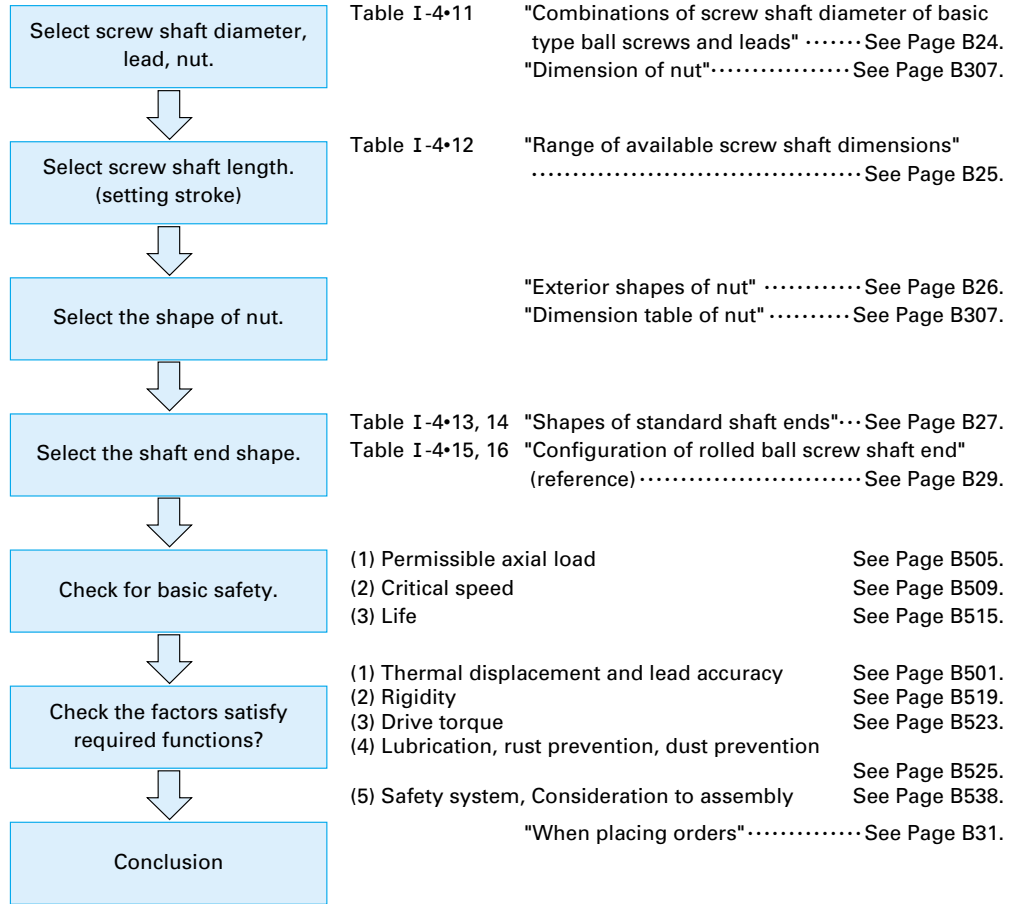 Select screw shaft diameter,
lead, nut.
Table I-4•11 "Combinations of screw shaft diameter of basic
type ball screws and leads" ·······See Page B24.
"Dimension of nut"·················See Page B307.
Select screw shaft length.
(setting stroke)
Table I-4•12 "Range of available screw shaft dimensions"
········································See Page B25.
Select the shape of nut.
"Exterior shapes of nut" ············See Page B26.
"Dimension table of nut"··········See Page B307.
Select the shaft end shape.
Table I-4•13, 14 "Shapes of standard shaft ends"···See Page B27.
Table I-4•15, 16 "Configuration of rolled ball screw shaft end"
(reference)···························See Page B29.
Check for basic safety.
(1) Permissible axial load See Page B505.
(2) Critical speed See Page B509.
(3) Life See Page B515.
Check the factors satisfy
required functions?
(1) Thermal displacement and lead accuracy See Page B501.
(2) Rigidity See Page B519.
(3) Drive torque See Page B523.
(4) Lubrication, rust prevention, dust prevention
See Page B525.
(5) Safety system, Consideration to assembly See Page B538.
Conclusion
"When placing orders"··············See Page B31.